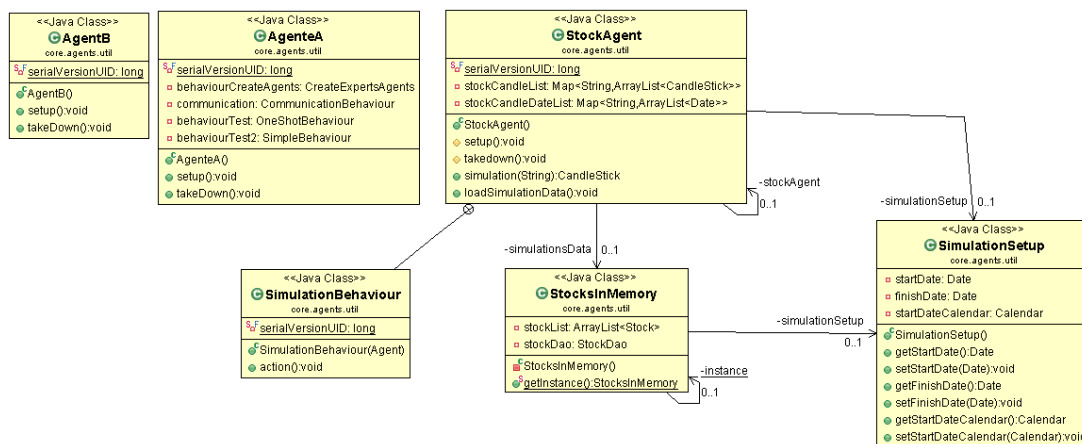 <<Java Class>>
AgentB
core.agents.util
serialVersionUID: long
AgentB()
setup():void
takeDown():void
<<Java Class>>
AgenteA
core.agents.util
serialVersionUID: long
behaviourCreateAgents: CreateExpertsAgents
communication: CommunicationBehaviour
behaviourTest: OneShotBehaviour
behaviourTest2: SimpleBehaviour
AgenteA()
setup():void
takeDown():void
<<Java Class>>
StockAgent
core.agents.util
serialVersionUID: long
stockCandleList: Map<String,ArrayList<CandleStick>>
stockCandleDateList: Map<String,ArrayList<Date>>
StockAgent()
setup():void
takedown():void
simulation(String):CandleStick
loadSimulationData():void
-stockAgent
0..1
-simulationSetup
0..1
-simulationsData
0..1
<<Java Class>>
SimulationBehaviour
core.agents.util
serialVersionUID: long
SimulationBehaviour(Agent)
action():void
<<Java Class>>
StocksInMemory
core.agents.util
stockList: ArrayList<Stock>
stockDao: StockDao
StocksInMemory()
getInstance():StocksInMemory
-instance
0..1
-simulationSetup
0..1
<<Java Class>>
SimulationSetup
core.agents.util
startDate: Date
finishDate: Date
startDateCalendar: Calendar
SimulationSetup()
getStartDate():Date
setStartDate(Date):void
getFinishDate():Date
setFinishDate(Date):void
getStartDateCalendar():Calendar
setStartDateCalendar(Calendar):void